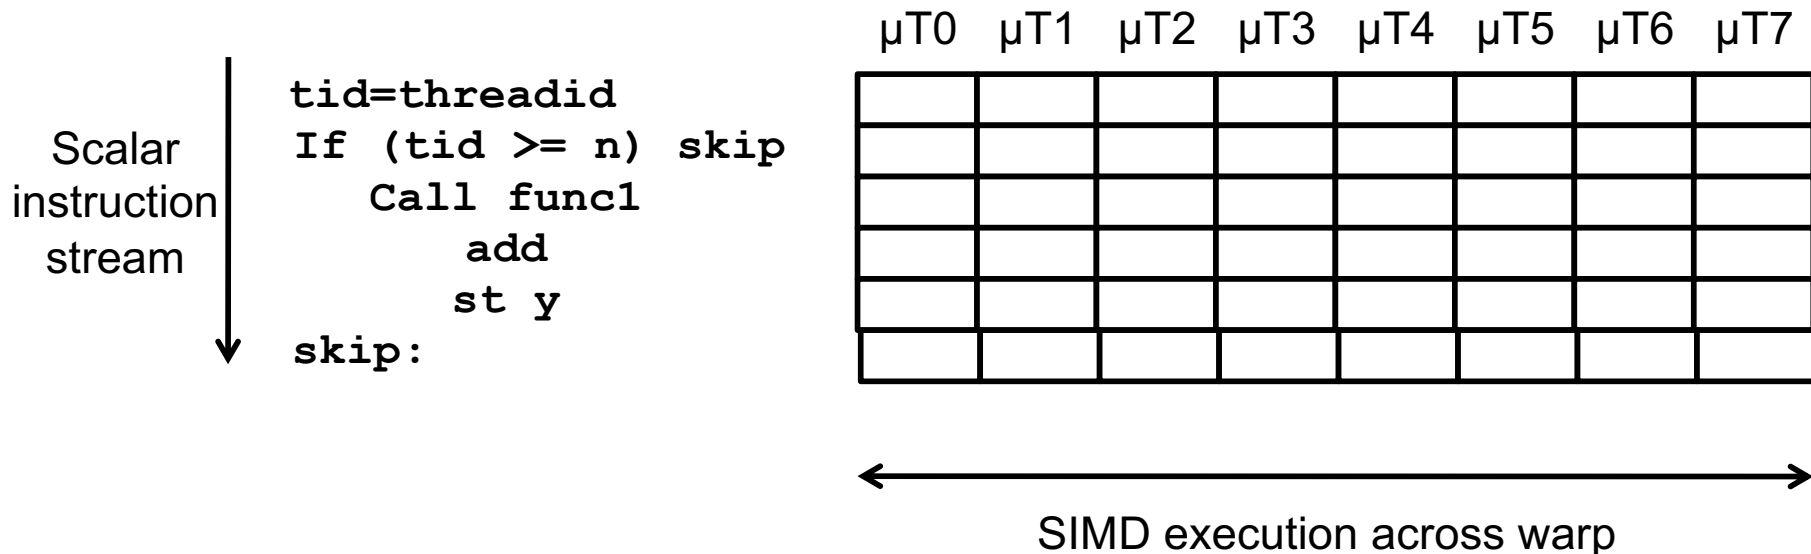 µT0 µT1 µT2 µT3 µT4 µT5 µT6 µT7
Scalar
instruction
stream
tid=threadid
If (tid >= n) skip
Call func1
add
st y
skip:
SIMD execution across warp